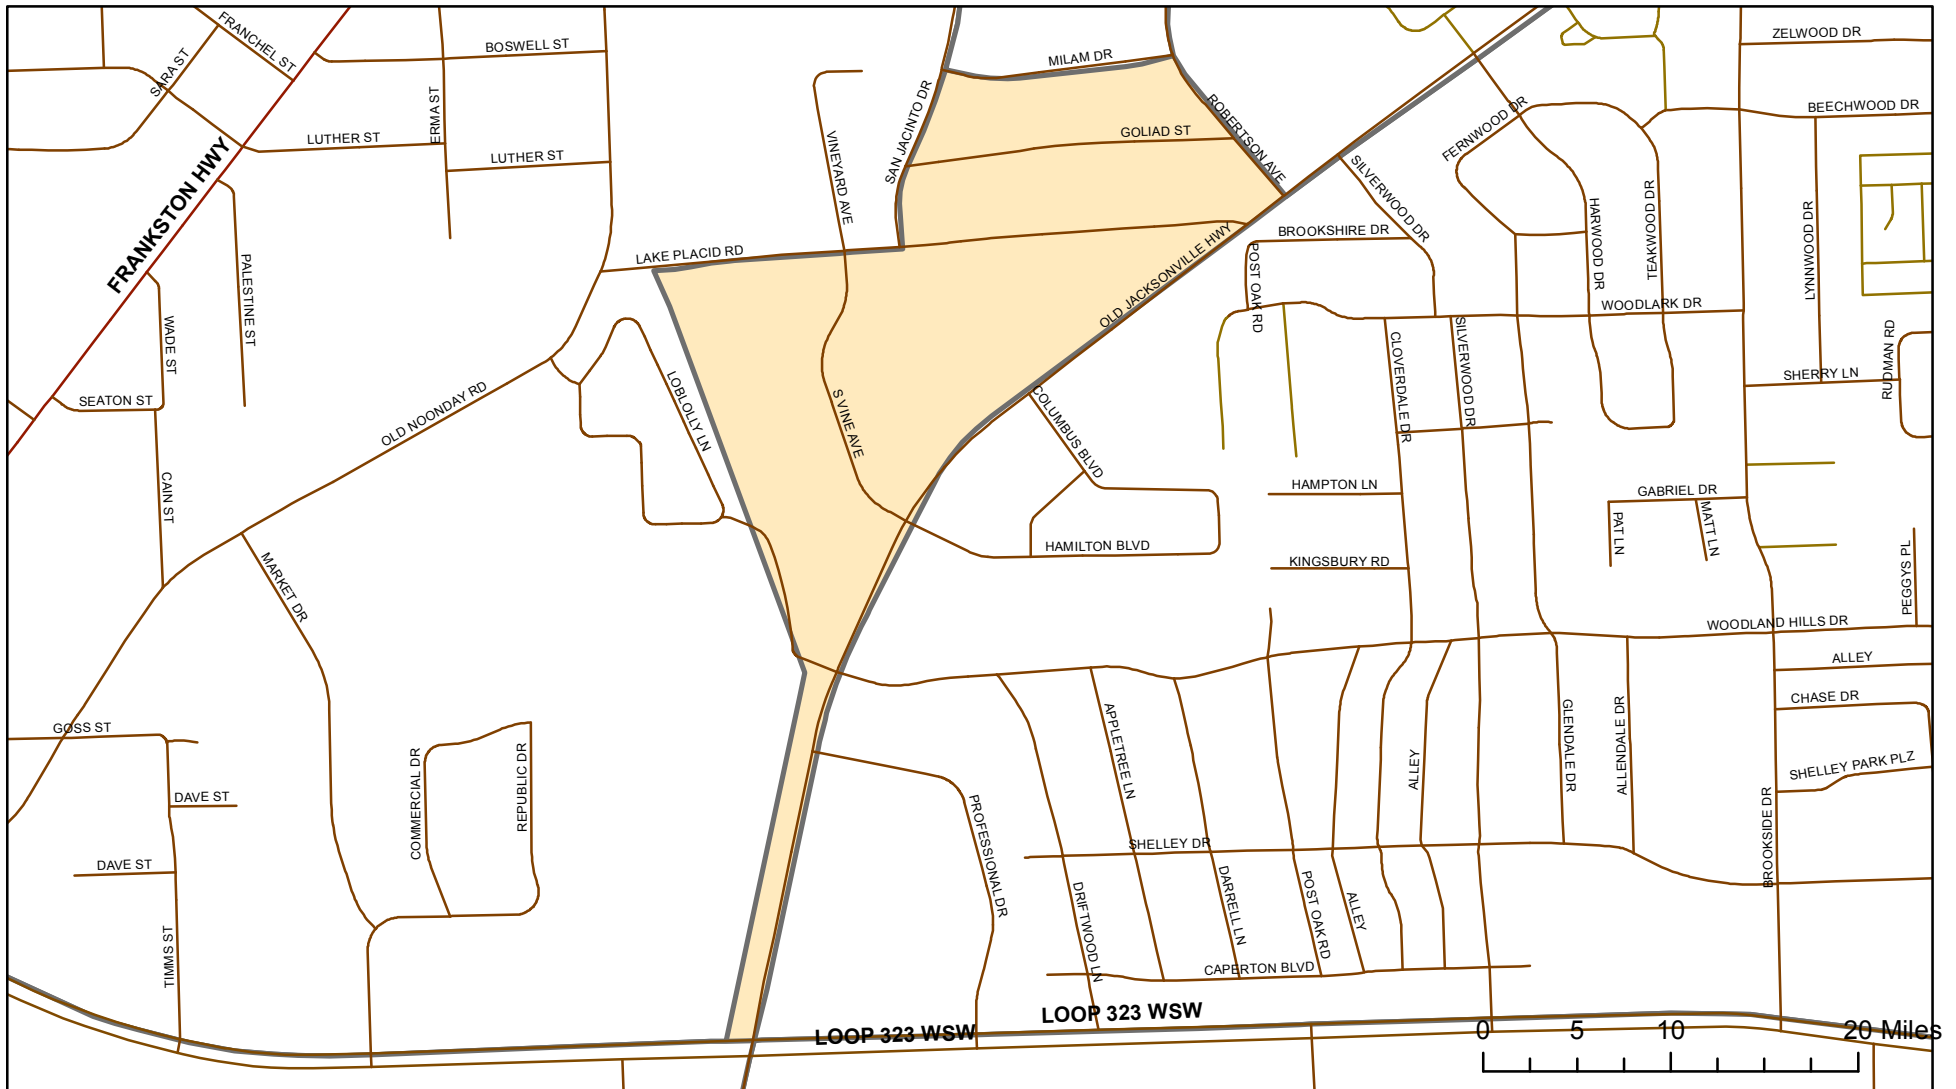 FRANCHEL ST
SARA ST
BOSWELL ST
ERMA ST
LUTHER ST
LUTHER ST
FRANKSTON HWY
PALESTINE ST
WADE ST
SEATON ST
CAIN ST
OLD NOONDAY RD
MARKET DR
LOBLOLLY LN
LAKE PLACID RD
VINEYARD AVE
SAN JACINTO DR
MILAM DR
GOLIAD ST
ROBERTSON AVE
OLD JACKSONVILLE HWY
S VINE AVE
COLUMBUS BLVD
HAMILTON BLVD
ZELWOOD DR
BEECHWOOD DR
FERNWOOD DR
SILVERWOOD DR
BROOKSHIRE DR
POST OAK RD
HARWOOD DR
TEAKWOOD DR
LYNNWOOD DR
WOODLARK DR
CLOVERDALE DR
SILVERWOOD DR
SHERRY LN
RUDMAN RD
HAMPTON LN
GABRIEL DR
PAT LN
MATT LN
KINGSBURY RD
PEGGYS PL
WOODLAND HILLS DR
ALLEY
CHASE DR
SHELLEY PARK PLZ
GOSS ST
DAVE ST
DAVE ST
TIMMS ST
COMMERCIAL DR
REPUBLIC DR
PROFESSIONAL DR
APPLETREE LN
SHELLEY DR
DRIFTWOOD LN
DARRELL LN
POST OAK RD
ALLEY
ALLEY
GLENDALE DR
ALLENDALE DR
BROOKSIDE DR
CAPERTON BLVD
LOOP 323 WSW
LOOP 323 WSW
0 5 10 20 Miles